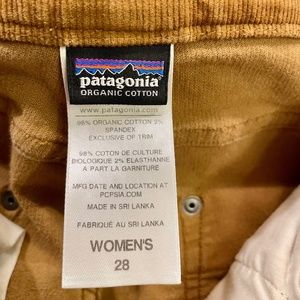 patagonia
ORGANIC COTTON
www.patagonia.com
98% ORGANIC COTTON 2%
SPANDEX
EXCLUSIVE OF TRIM
98% COTON DE CULTURE
BIOLOGIQUE 2% ELASTHANNE
À PART LA GARNITURE
MFG DATE AND LOCATION AT
PCFSIA.COM
MADE IN SRI LANKA
FABRIQUÉ AU SRI LANKA
WOMEN'S
28